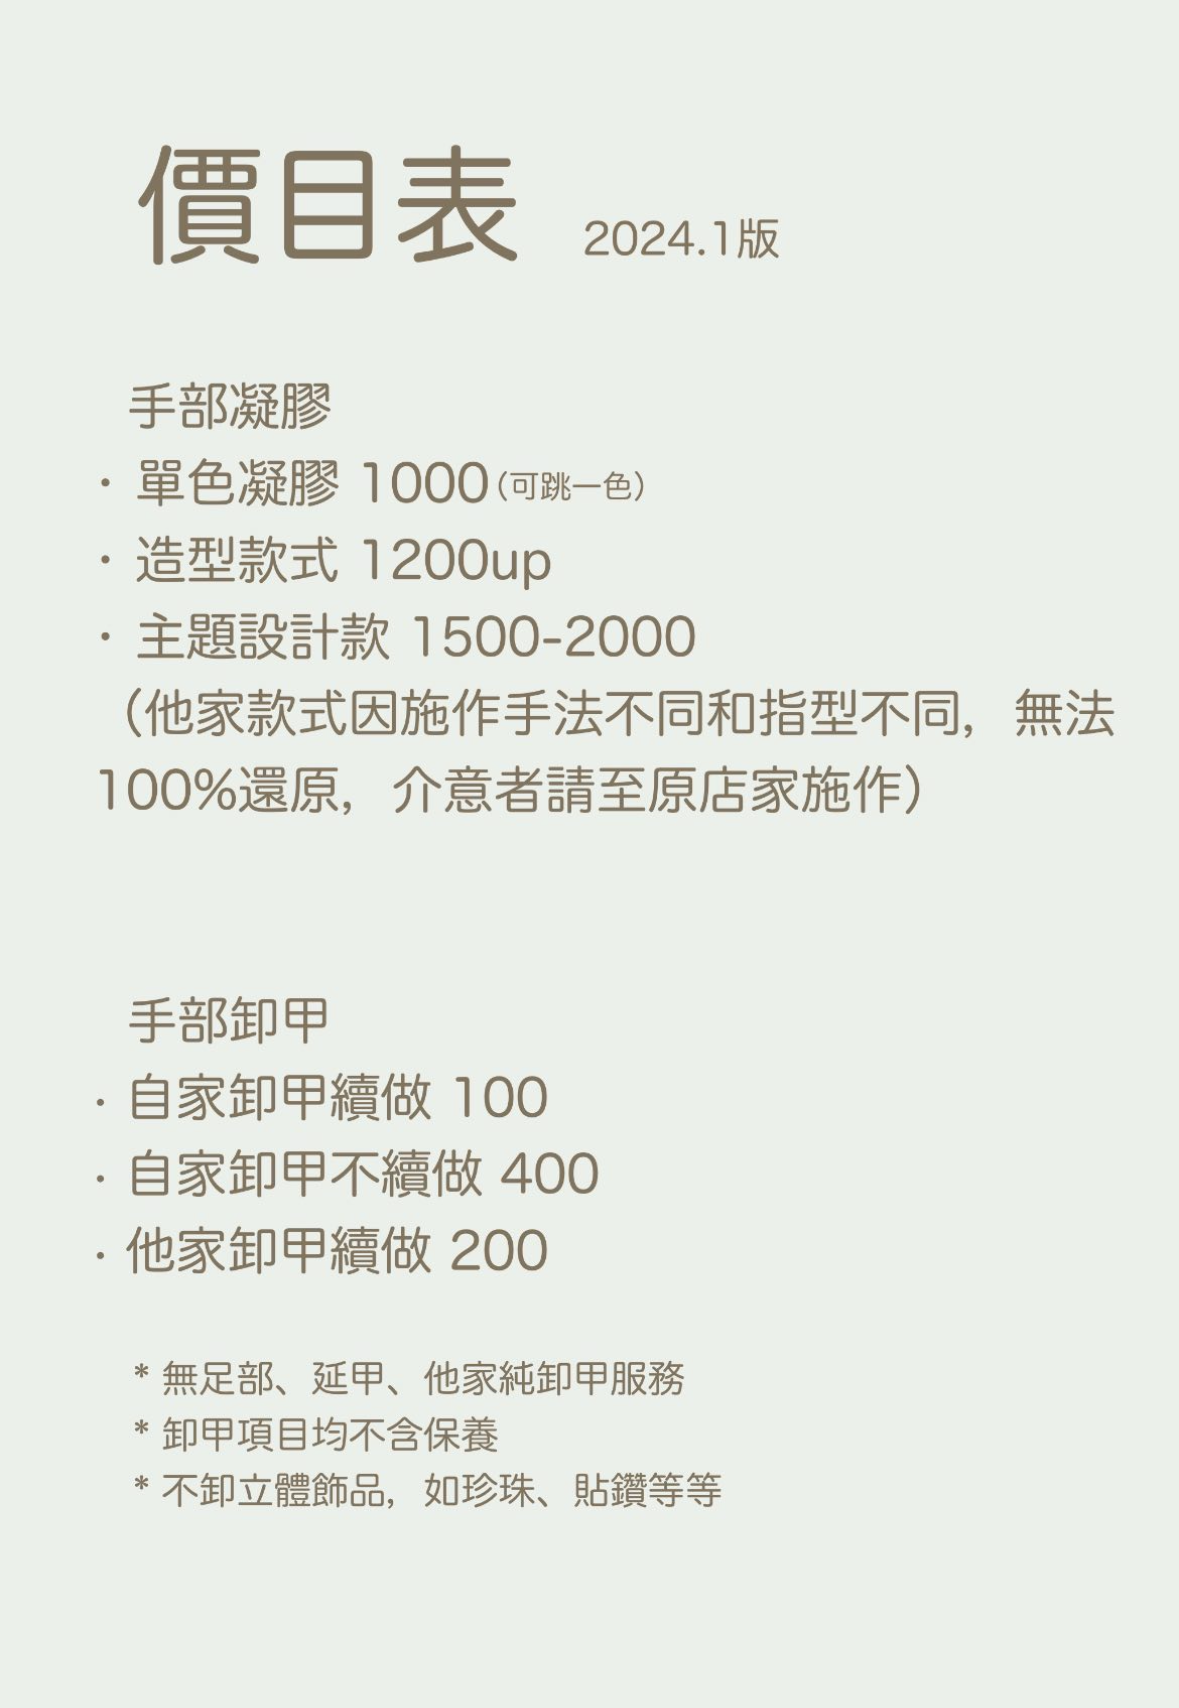 價目表 2024.1版
手部凝膠
· 單色凝膠 1000（可跳一色）
· 造型款式 1200up
· 主題設計款 1500-2000
（他家款式因施作手法不同和指型不同，無法
100%還原，介意者請至原店家施作）
手部卸甲
· 自家卸甲續做 100
· 自家卸甲不續做 400
· 他家卸甲續做 200
* 無足部、延甲、他家純卸甲服務
* 卸甲項目均不含保養
* 不卸立體飾品，如珍珠、貼鑽等等